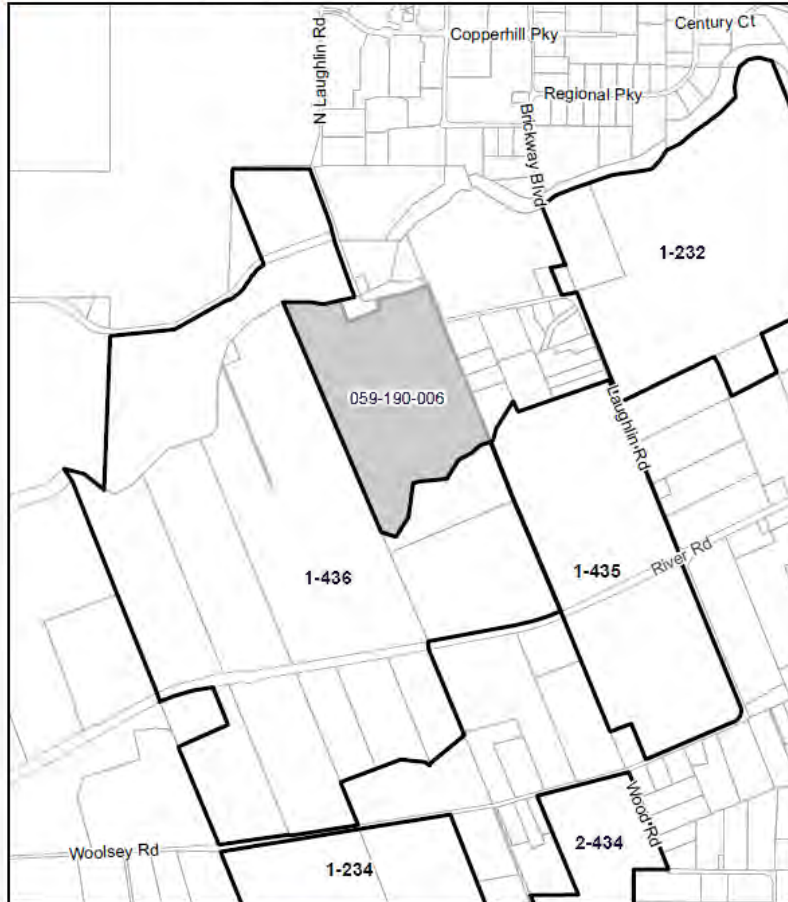 Century Ct
Copperhill Pky
N Laughlin Rd
Regional Pky
Brickway Blvd
1-232
059-190-006
Laughlin Rd
River Rd
1-436
1-435
Wood Rd
2-434
Woolsey Rd
1-234